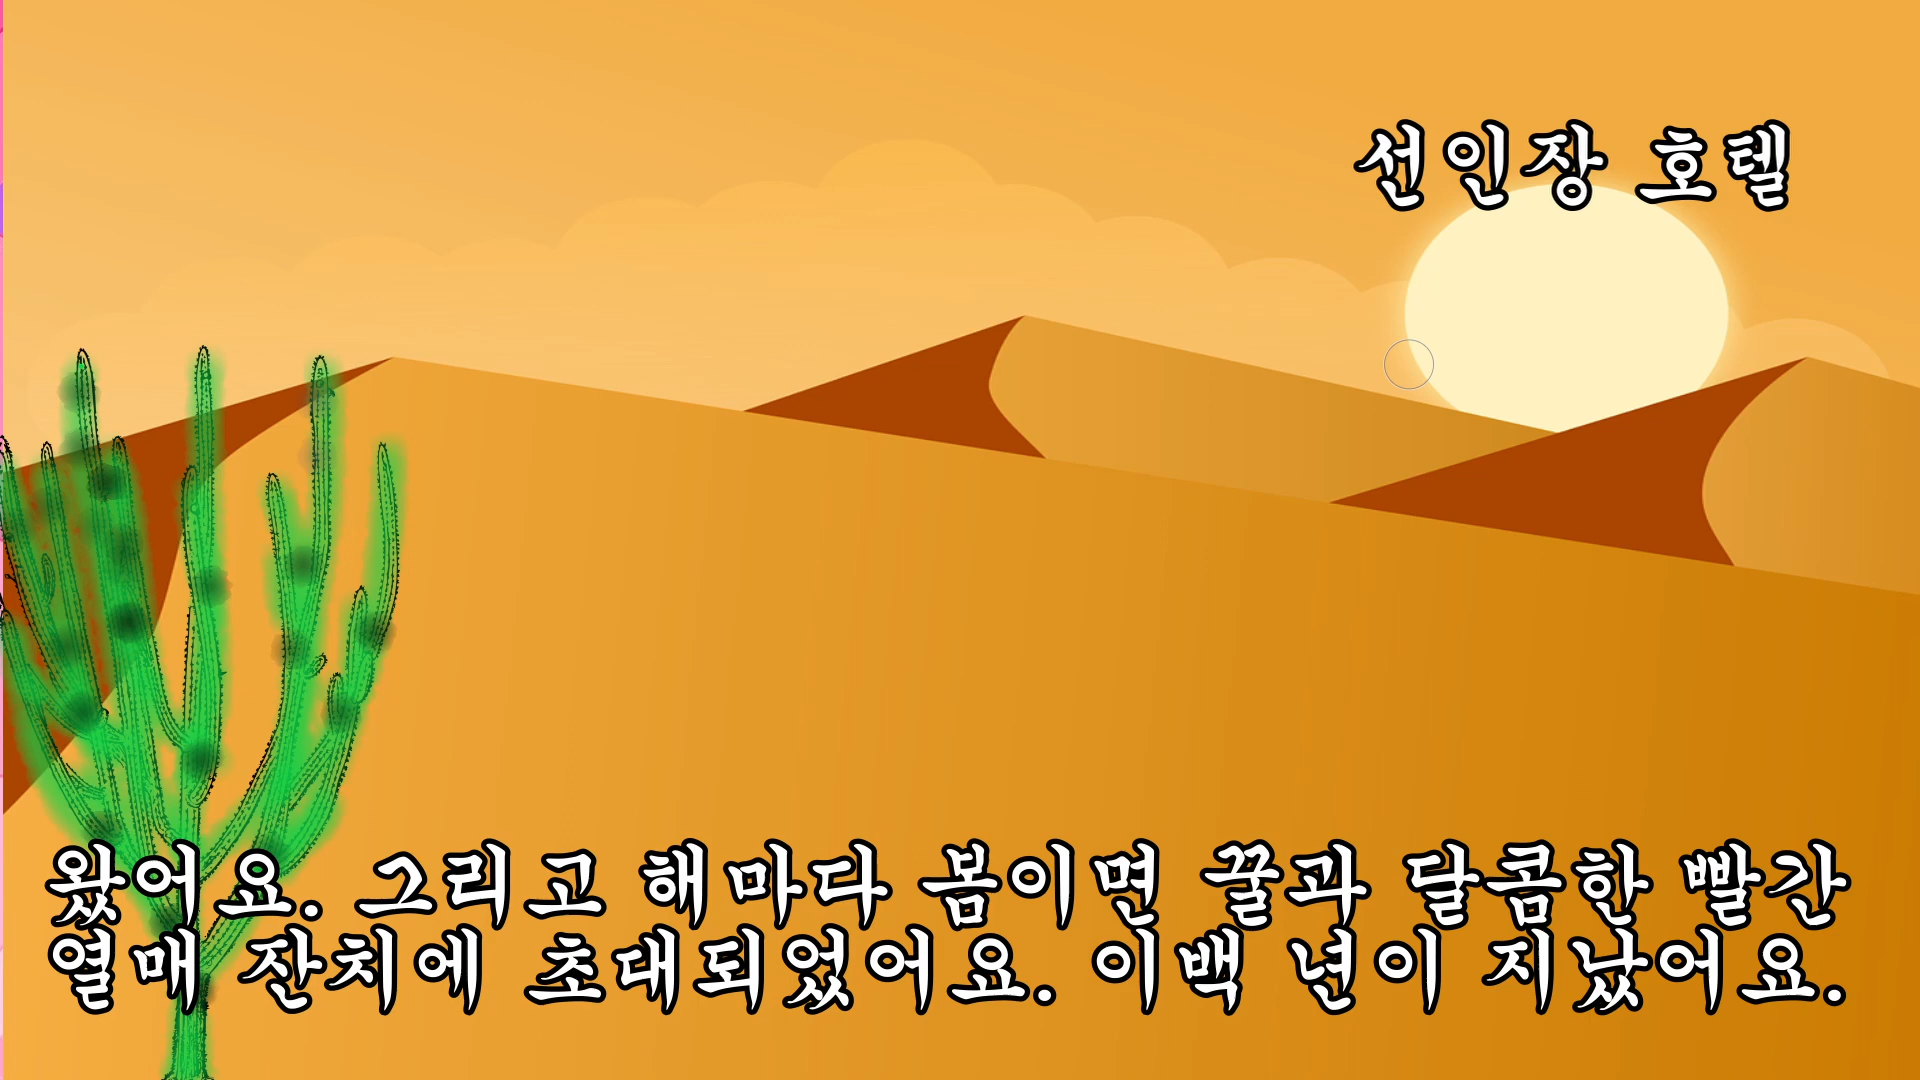 선인장 호텔
왔어요. 그리고 해마다 봄이면 꿀과 달콤한 빨간
열매 잔치에 초대되었어요. 이백 년이 지났어요.